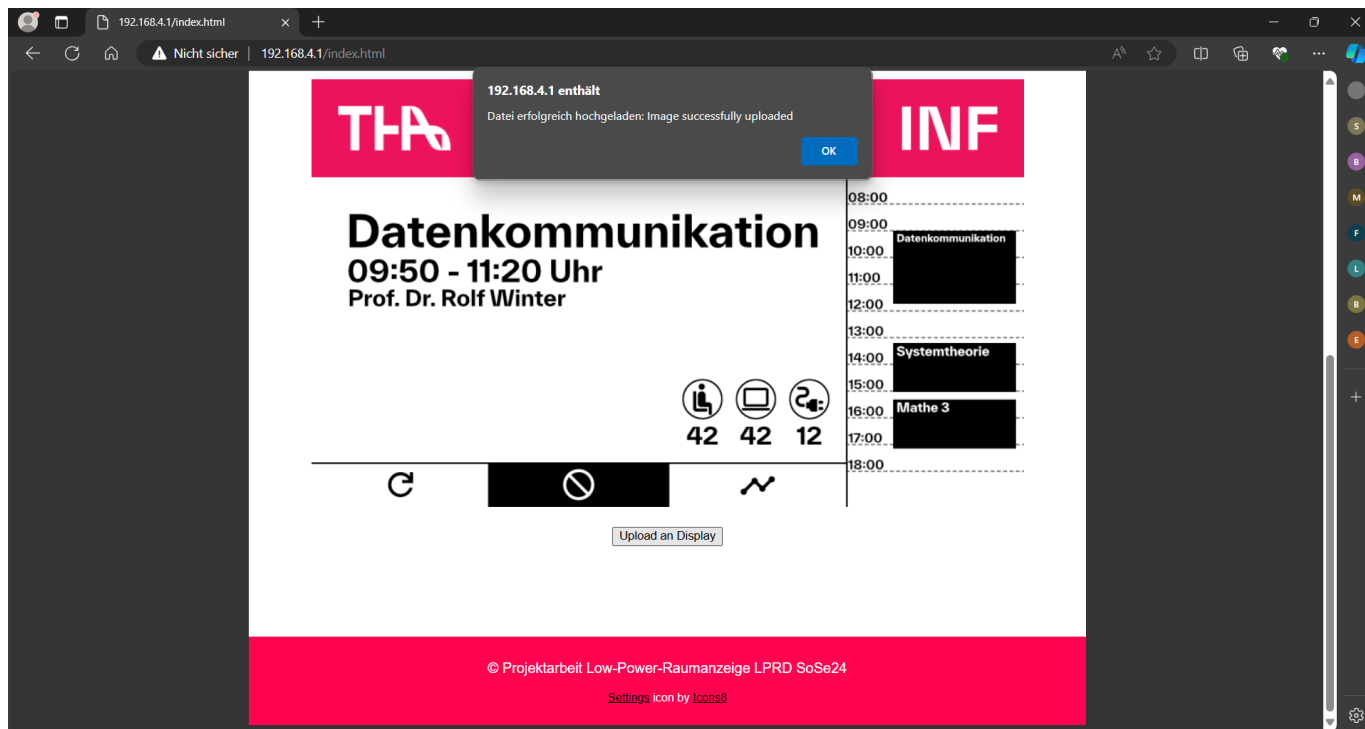 192.168.4.1/index.html
Nicht sicher
192.168.4.1/index.html
192.168.4.1 enthält
Datei erfolgreich hochgeladen: Image successfully uploaded
OK
THA
INF
Datenkommunikation
09:50 - 11:20 Uhr
Prof. Dr. Rolf Winter
42 42 12
08:00
09:00
Datenkommunikation
10:00
11:00
12:00
13:00
Systemtheorie
14:00
15:00
Mathe 3
16:00
17:00
18:00
Upload an Display
© Projektarbeit Low-Power-Raumanzeige LPRD SoSe24
Settings icon by Icons8
S
B
M
F
L
B
E